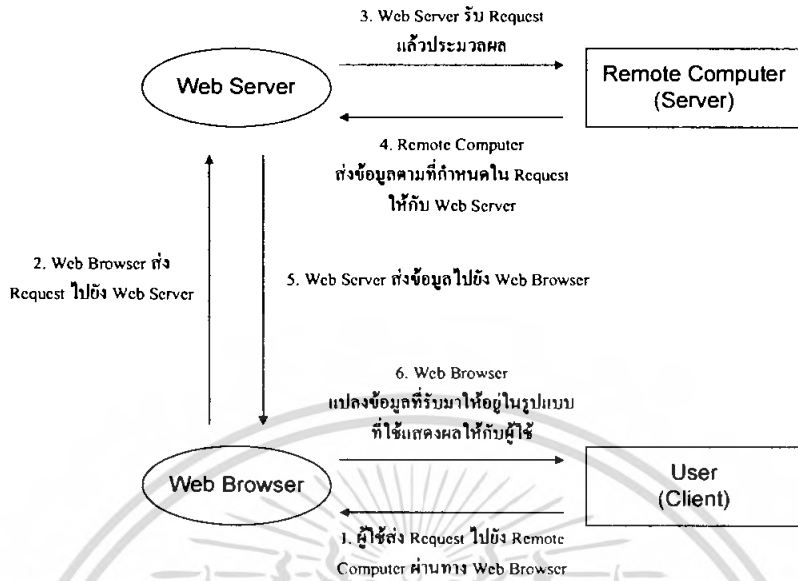 3. Web Server รับ Request
แล้วประมวลผล
Web Server
Remote Computer
(Server)
4. Remote Computer
ส่งข้อมูลตามที่กำหนดใน Request
ให้กับ Web Server
2. Web Browser ส่ง
Request ไปยัง Web Server
5. Web Server ส่งข้อมูลไปยัง Web Browser
6. Web Browser
แปลงข้อมูลที่รับมาให้อยู่ในรูปแบบ
ที่ใช้แสดงผลให้กับผู้ใช้
Web Browser
User
(Client)
1. ผู้ใช้ส่ง Request ไปยัง Remote
Computer ผ่านทาง Web Browser